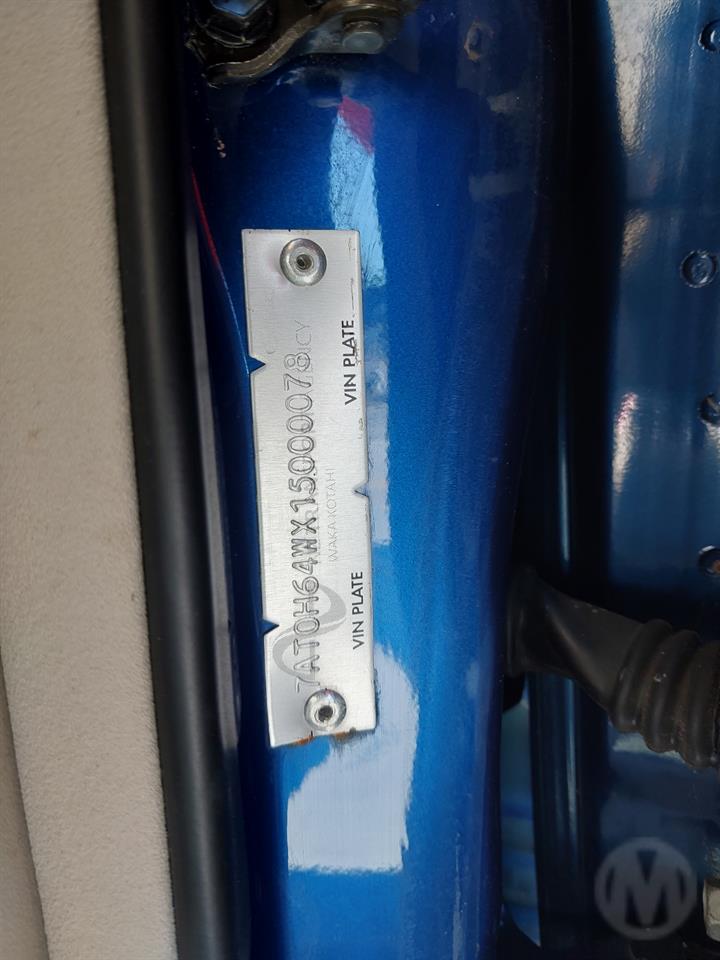 7AT0H64WX15000078
WAKA KOTAHI
VIN PLATE
VIN PLATE
M